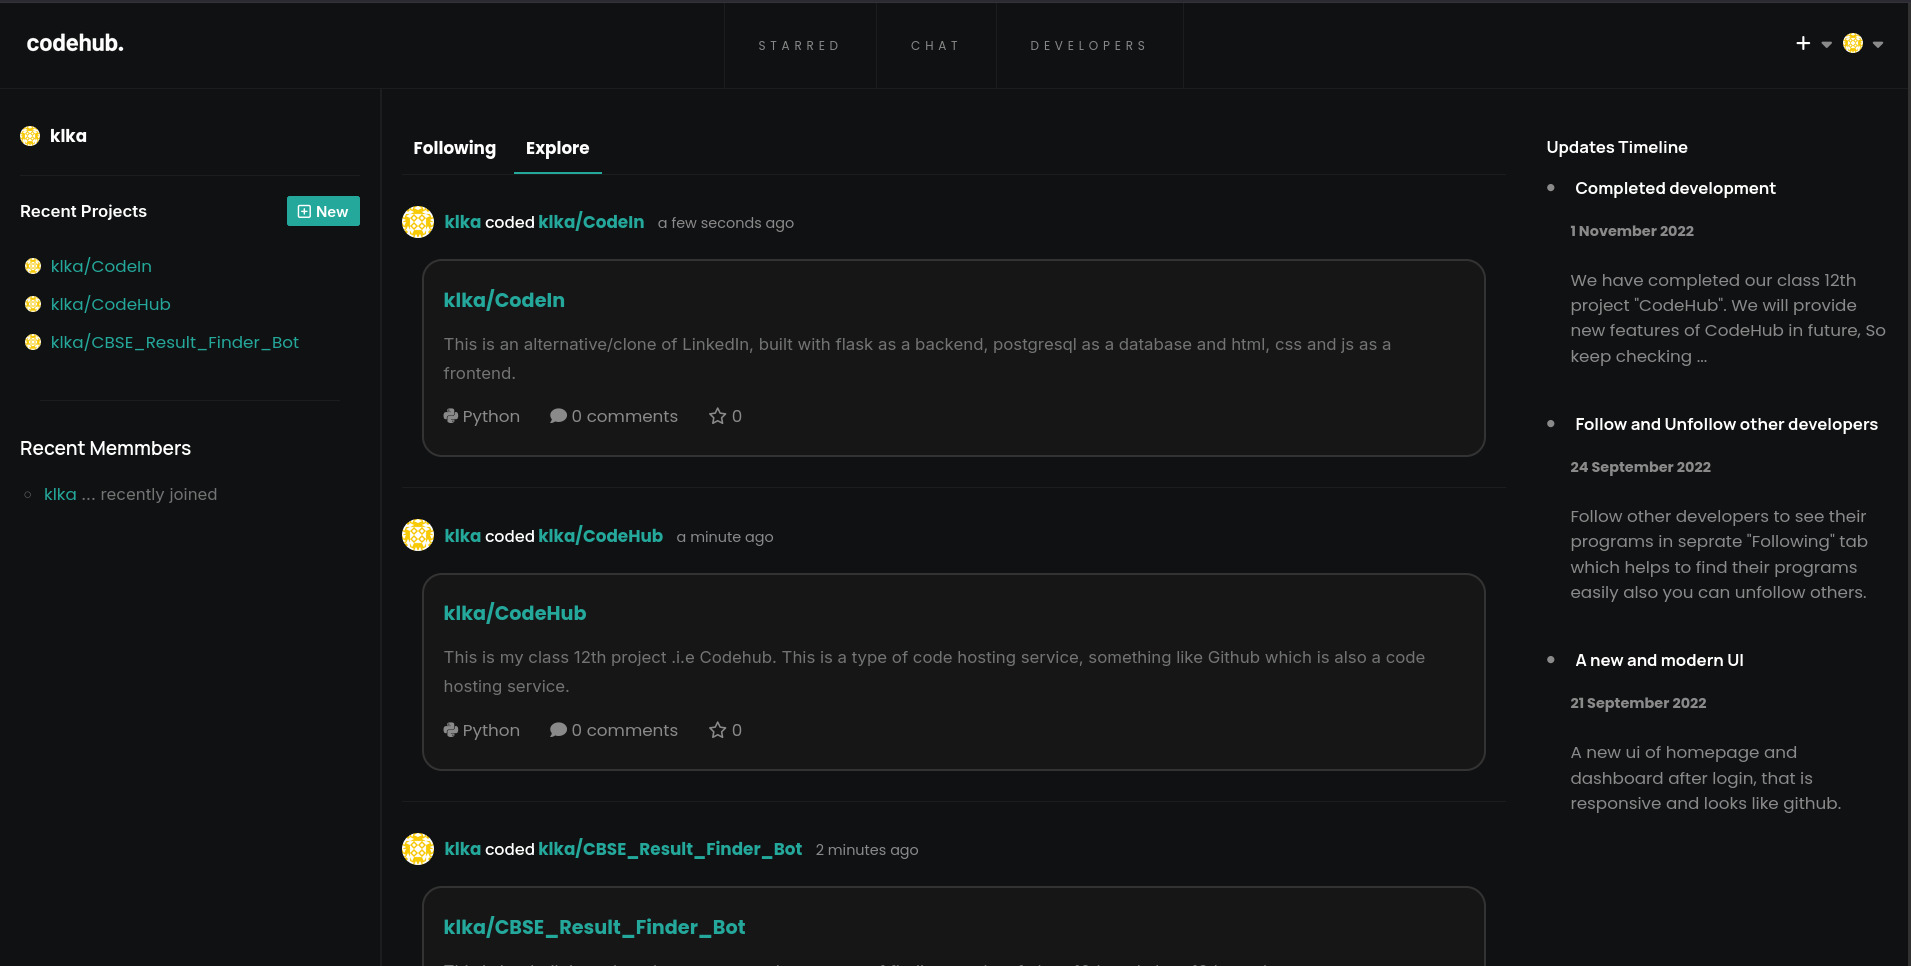 codehub.
STARRED
CHAT
DEVELOPERS
klka
Recent Projects
New
klka/CodeIn
klka/CodeHub
klka/CBSE_Result_Finder_Bot
Recent Memmbers
klka ... recently joined
Following
Explore
klka coded klka/CodeIn a few seconds ago
klka/CodeIn
This is an alternative/clone of LinkedIn, built with flask as a backend, postgresql as a database and html, css and js as a
frontend.
Python 0 comments 0
klka coded klka/CodeHub a minute ago
klka/CodeHub
This is my class 12th project .i.e Codehub. This is a type of code hosting service, something like Github which is also a code
hosting service.
Python 0 comments 0
klka coded klka/CBSE_Result_Finder_Bot 2 minutes ago
klka/CBSE_Result_Finder_Bot
Updates Timeline
Completed development
1 November 2022
We have completed our class 12th
project "CodeHub". We will provide
new features of CodeHub in future, So
keep checking ...
Follow and Unfollow other developers
24 September 2022
Follow other developers to see their
programs in seprate "Following" tab
which helps to find their programs
easily also you can unfollow others.
A new and modern UI
21 September 2022
A new ui of homepage and
dashboard after login, that is
responsive and looks like github.